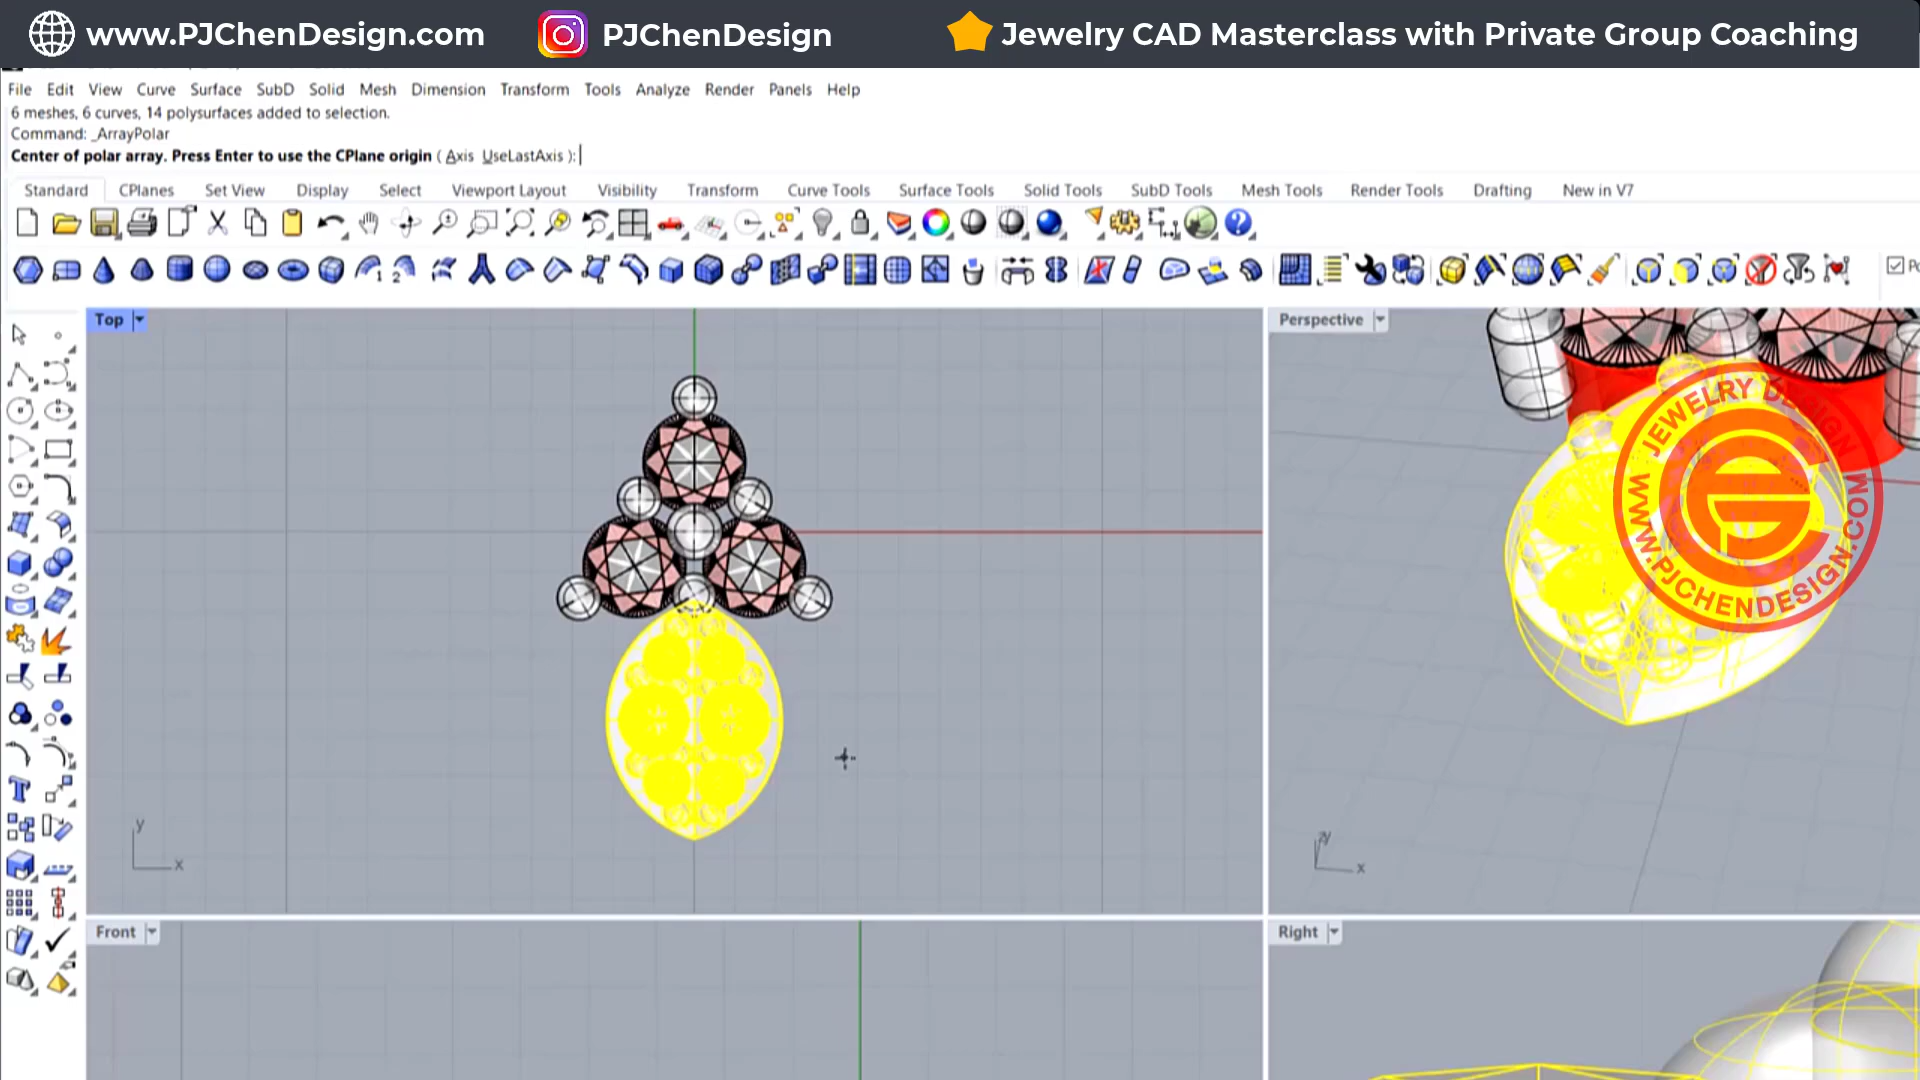 www.PJChenDesign.com PJChenDesign Jewelry CAD Masterclass with Private Group Coaching
File Edit View Curve Surface SubD Solid Mesh Dimension Transform Tools Analyze Render Panels Help
6 meshes, 6 curves, 14 polysurfaces added to selection.
Command: _ArrayPolar
Center of polar array. Press Enter to use the CPlane origin ( Axis UseLastAxis ):
Standard CPlanes Set View Display Select Viewport Layout Visibility Transform Curve Tools Surface Tools Solid Tools SubD Tools Mesh Tools Render Tools Drafting New in V7
Top
Perspective
JEWELRY DESIGN
WWW.PJCHENDESIGN.COM
y
x
x
Front
Right